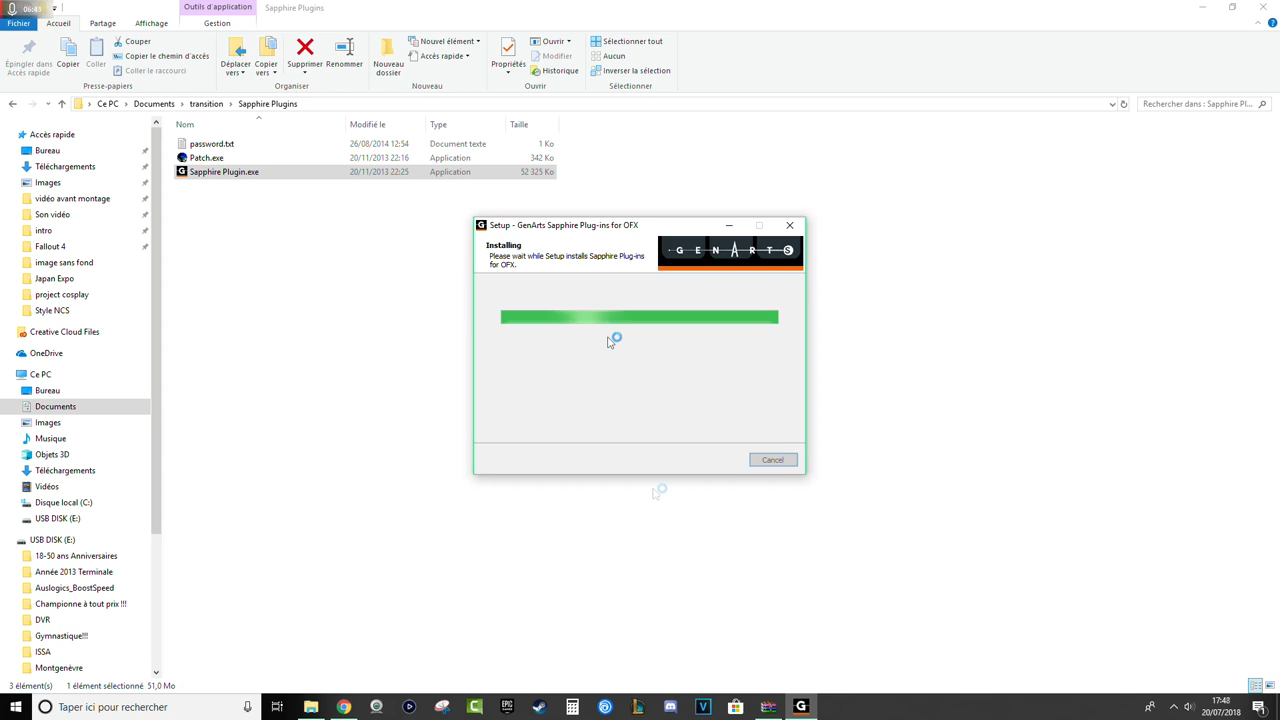 06:43
Outils d'application
Sapphire Plugins
Fichier
Accueil
Partage
Affichage
Gestion
Épingler dans
Accès rapide
Copier
Coller
Couper
Copier le chemin d'accès
Coller le raccourci
Presse-papiers
Déplacer
vers
Copier
vers
Supprimer
Renommer
Organiser
Nouveau
dossier
Nouvel élément
Accès rapide
Nouveau
Propriétés
Ouvrir
Modifier
Historique
Ouvrir
Sélectionner tout
Aucun
Inverser la sélection
Sélectionner
Ce PC > Documents > transition > Sapphire Plugins
Rechercher dans : Sapphire Pl...
Nom Modifié le Type Taille
password.txt 26/08/2014 12:54 Document texte 1 Ko
Patch.exe 20/11/2013 22:16 Application 342 Ko
Sapphire Plugin.exe 20/11/2013 22:25 Application 52 325 Ko
Accès rapide
Bureau
Téléchargements
Images
vidéo avant montage
Son vidéo
intro
Fallout 4
image sans fond
Japan Expo
project cosplay
Style NCS
Creative Cloud Files
OneDrive
Ce PC
Bureau
Documents
Images
Musique
Objets 3D
Téléchargements
Vidéos
Disque local (C:)
USB DISK (E:)
USB DISK (E:)
18-50 ans Anniversaires
Année 2013 Terminale
Auslogics_BoostSpeed
Championne à tout prix !!!
DVR
Gymnastique!!!
ISSA
Montgenèvre
Setup - GenArts Sapphire Plug-ins for OFX
Installing
Please wait while Setup installs Sapphire Plug-ins
for OFX.
GENARTS
Cancel
3 élément(s) 1 élément sélectionné 51,0 Mo
Taper ici pour rechercher
17:48
20/07/2018